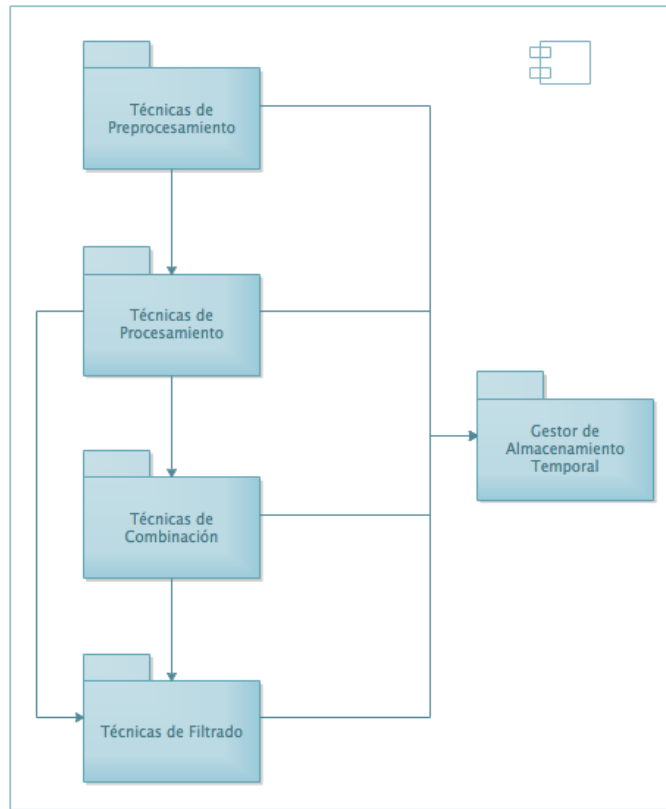 Técnicas de
Preprocesamiento
Técnicas de
Procesamiento
Gestor de
Almacenamiento
Temporal
Técnicas de
Combinación
Técnicas de Filtrado